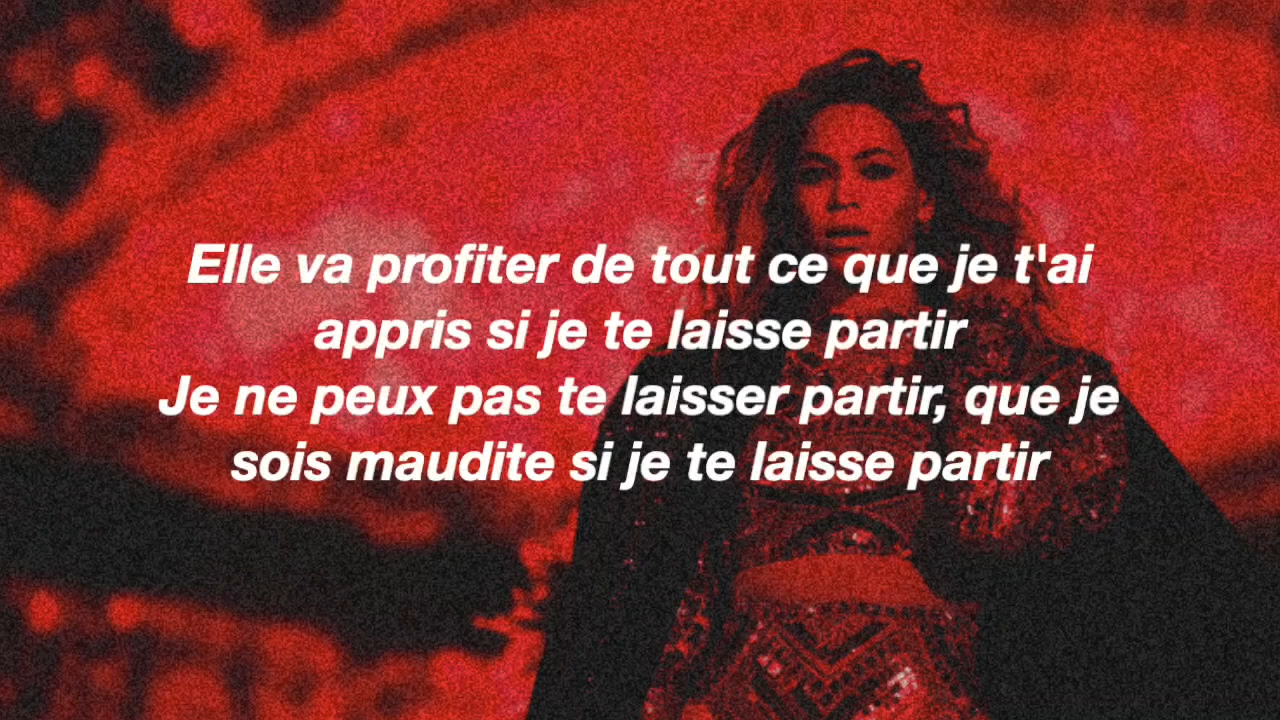 Elle va profiter de tout ce que je t'ai
appris si je te laisse partir
Je ne peux pas te laisser partir, que je
sois maudite si je te laisse partir